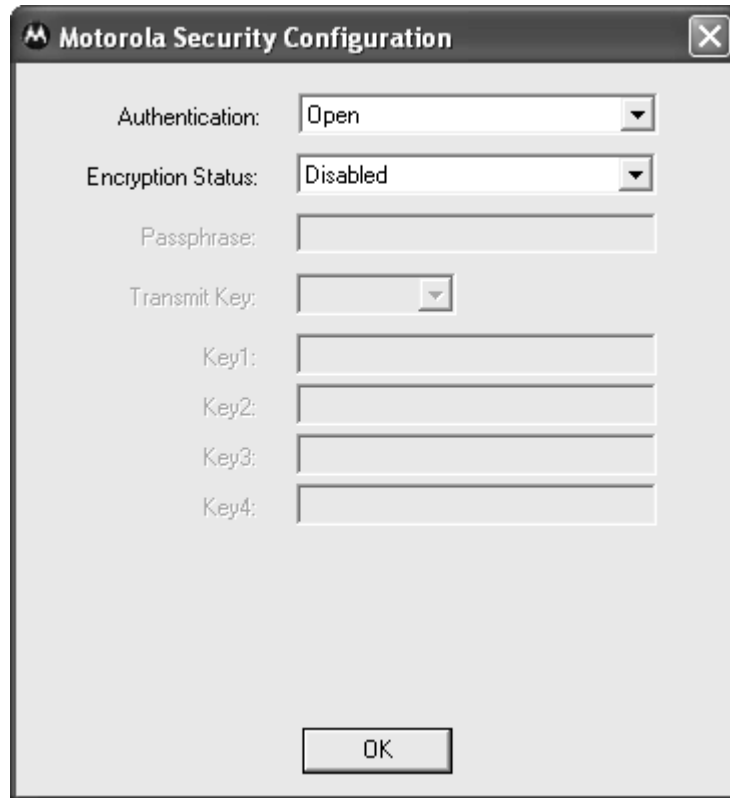 Motorola Security Configuration
Authentication: Open
Encryption Status: Disabled
Passphrase:
Transmit Key:
Key1:
Key2:
Key3:
Key4:
OK